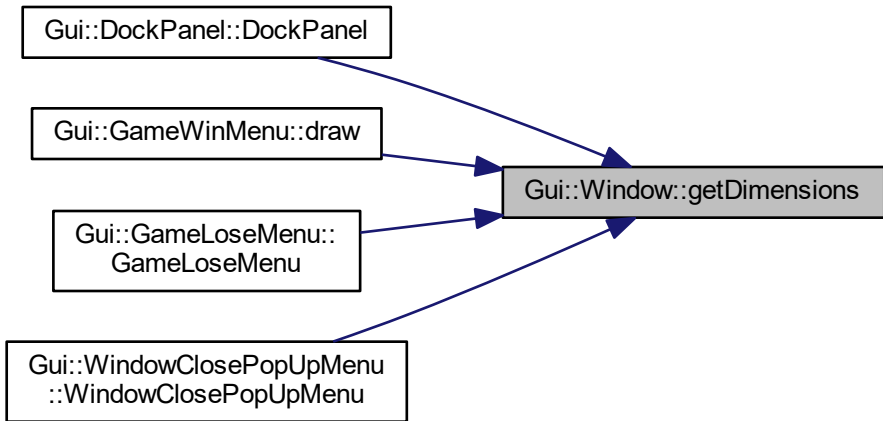 Gui::DockPanel::DockPanel
Gui::GameWinMenu::draw
Gui::Window::getDimensions
Gui::GameLoseMenu::
GameLoseMenu
Gui::WindowClosePopUpMenu
::WindowClosePopUpMenu